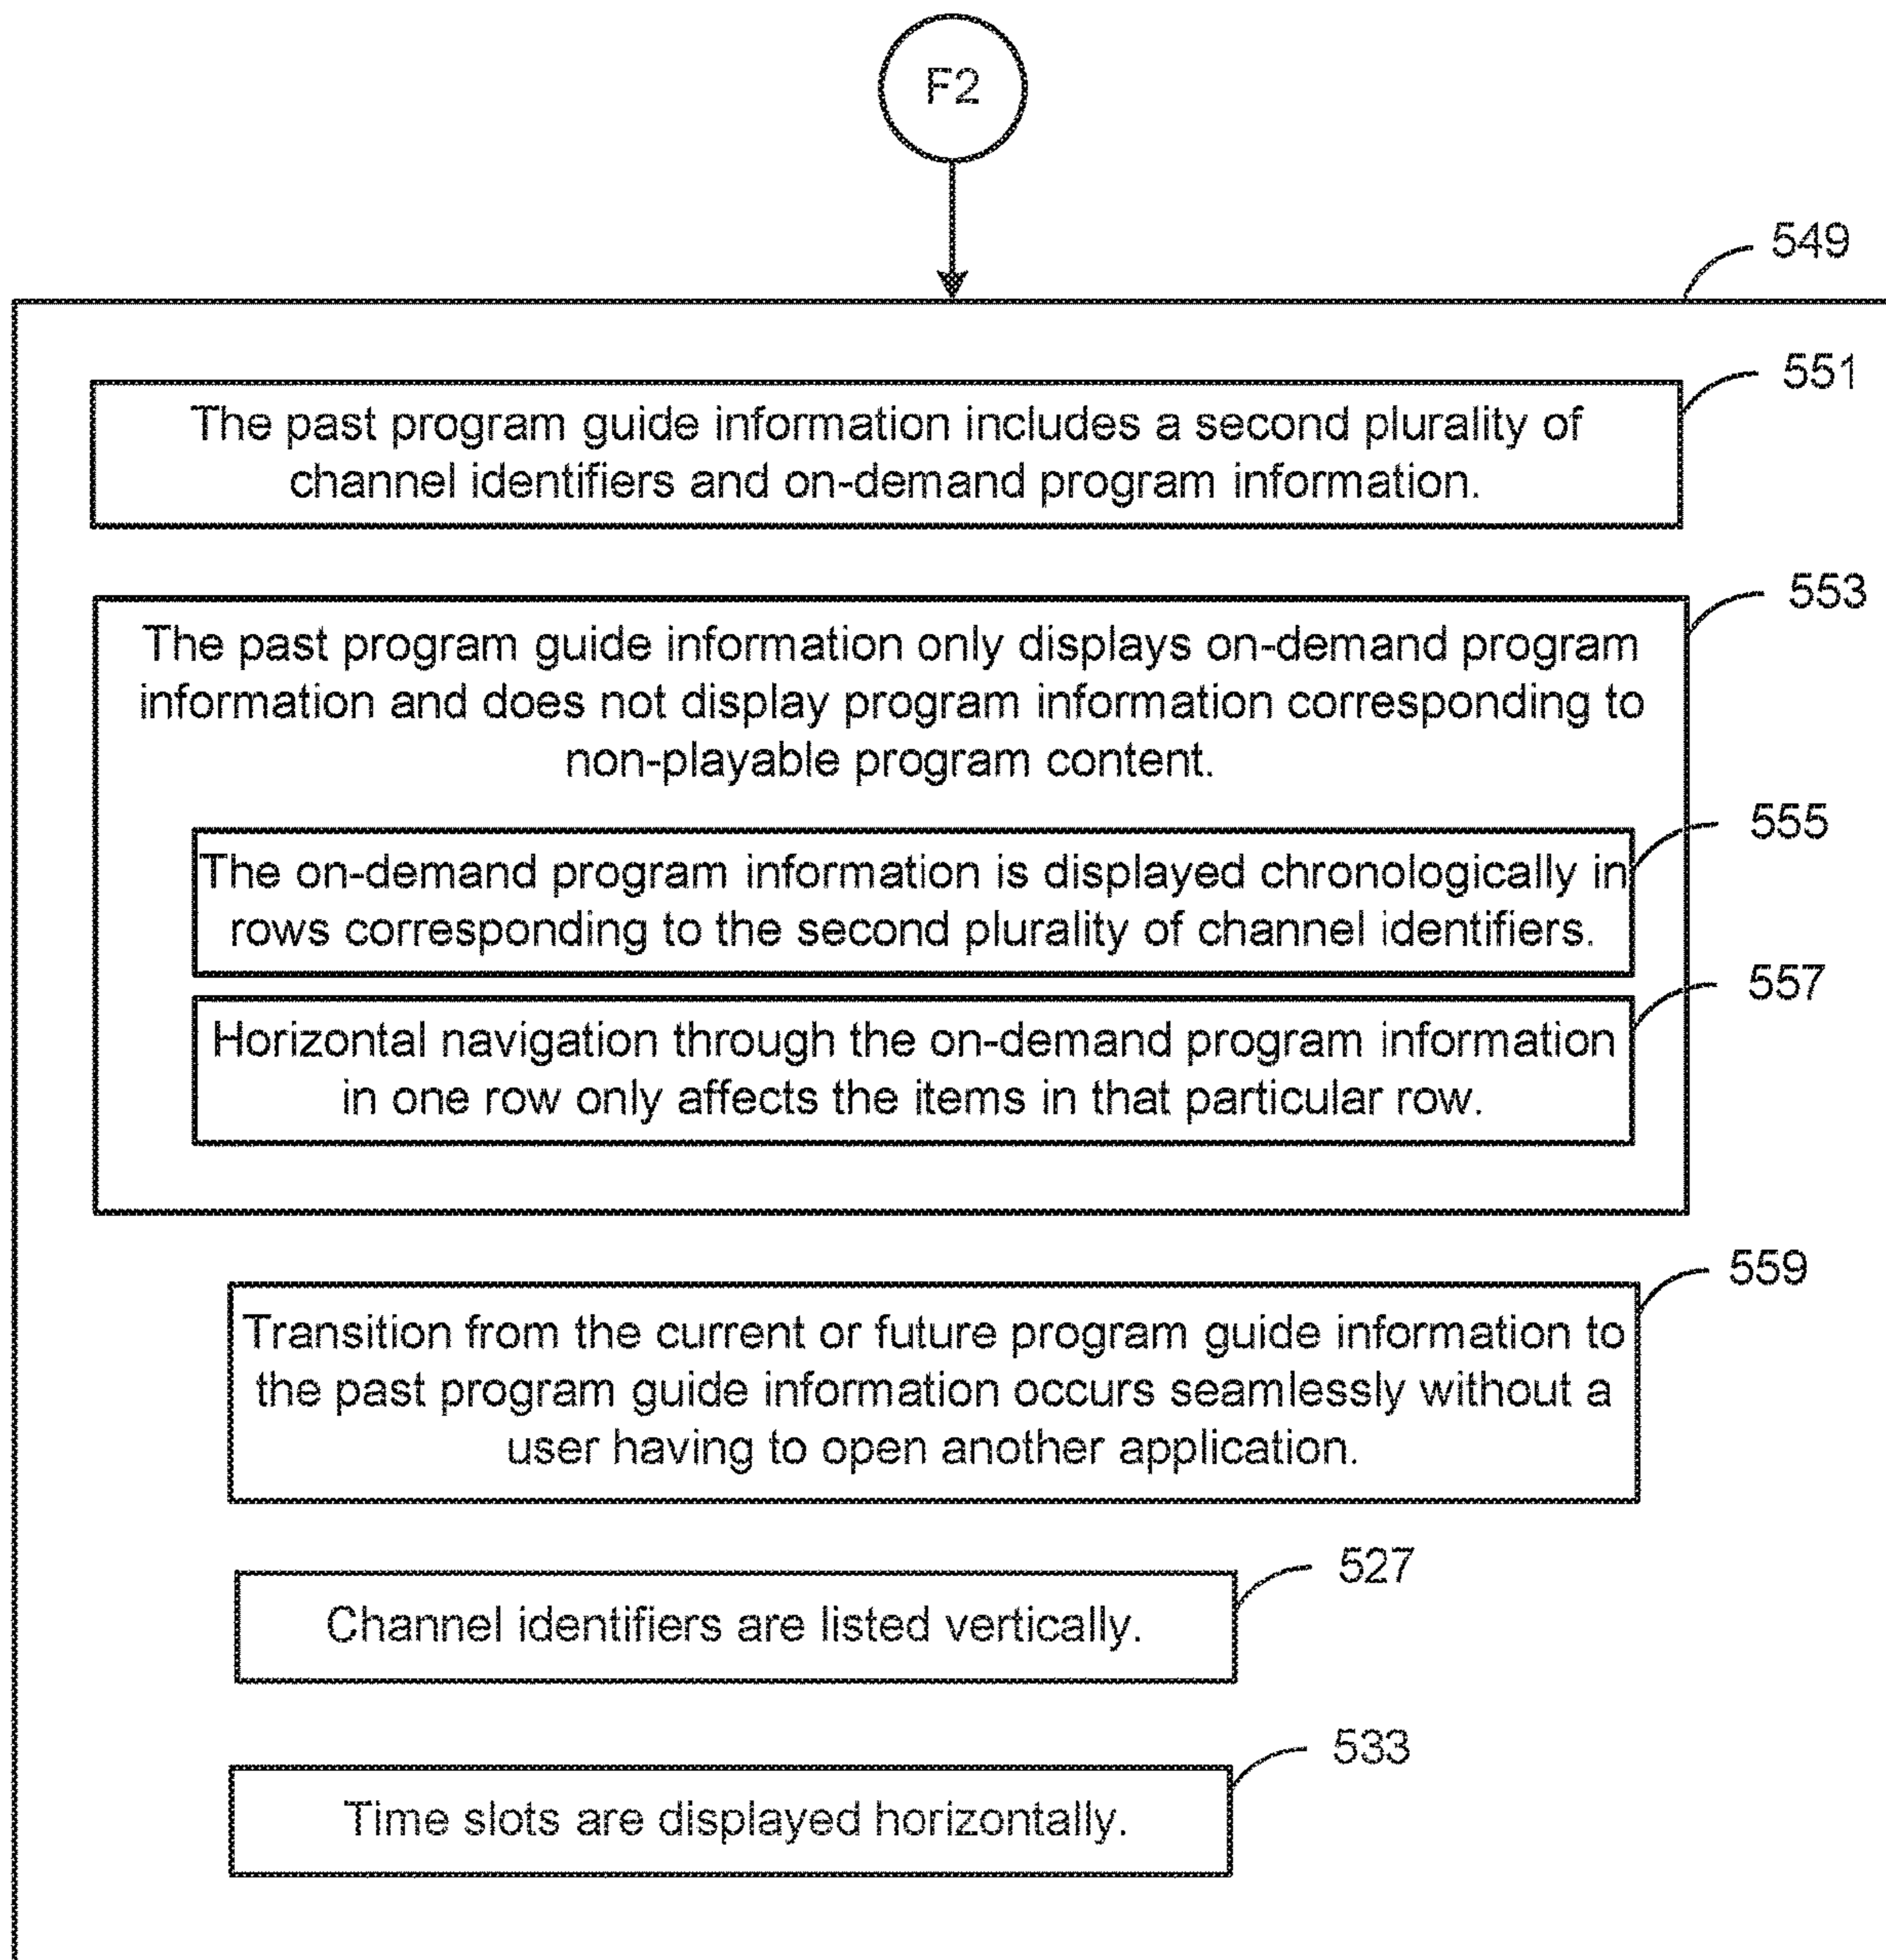 F2
549
551
The past program guide information includes a second plurality of
channel identifiers and on-demand program information.
553
The past program guide information only displays on-demand program
information and does not display program information corresponding to
non-playable program content.
555
The on-demand program information is displayed chronologically in
rows corresponding to the second plurality of channel identifiers.
557
Horizontal navigation through the on-demand program information
in one row only affects the items in that particular row.
559
Transition from the current or future program guide information to
the past program guide information occurs seamlessly without a
user having to open another application.
527
Channel identifiers are listed vertically.
533
Time slots are displayed horizontally.